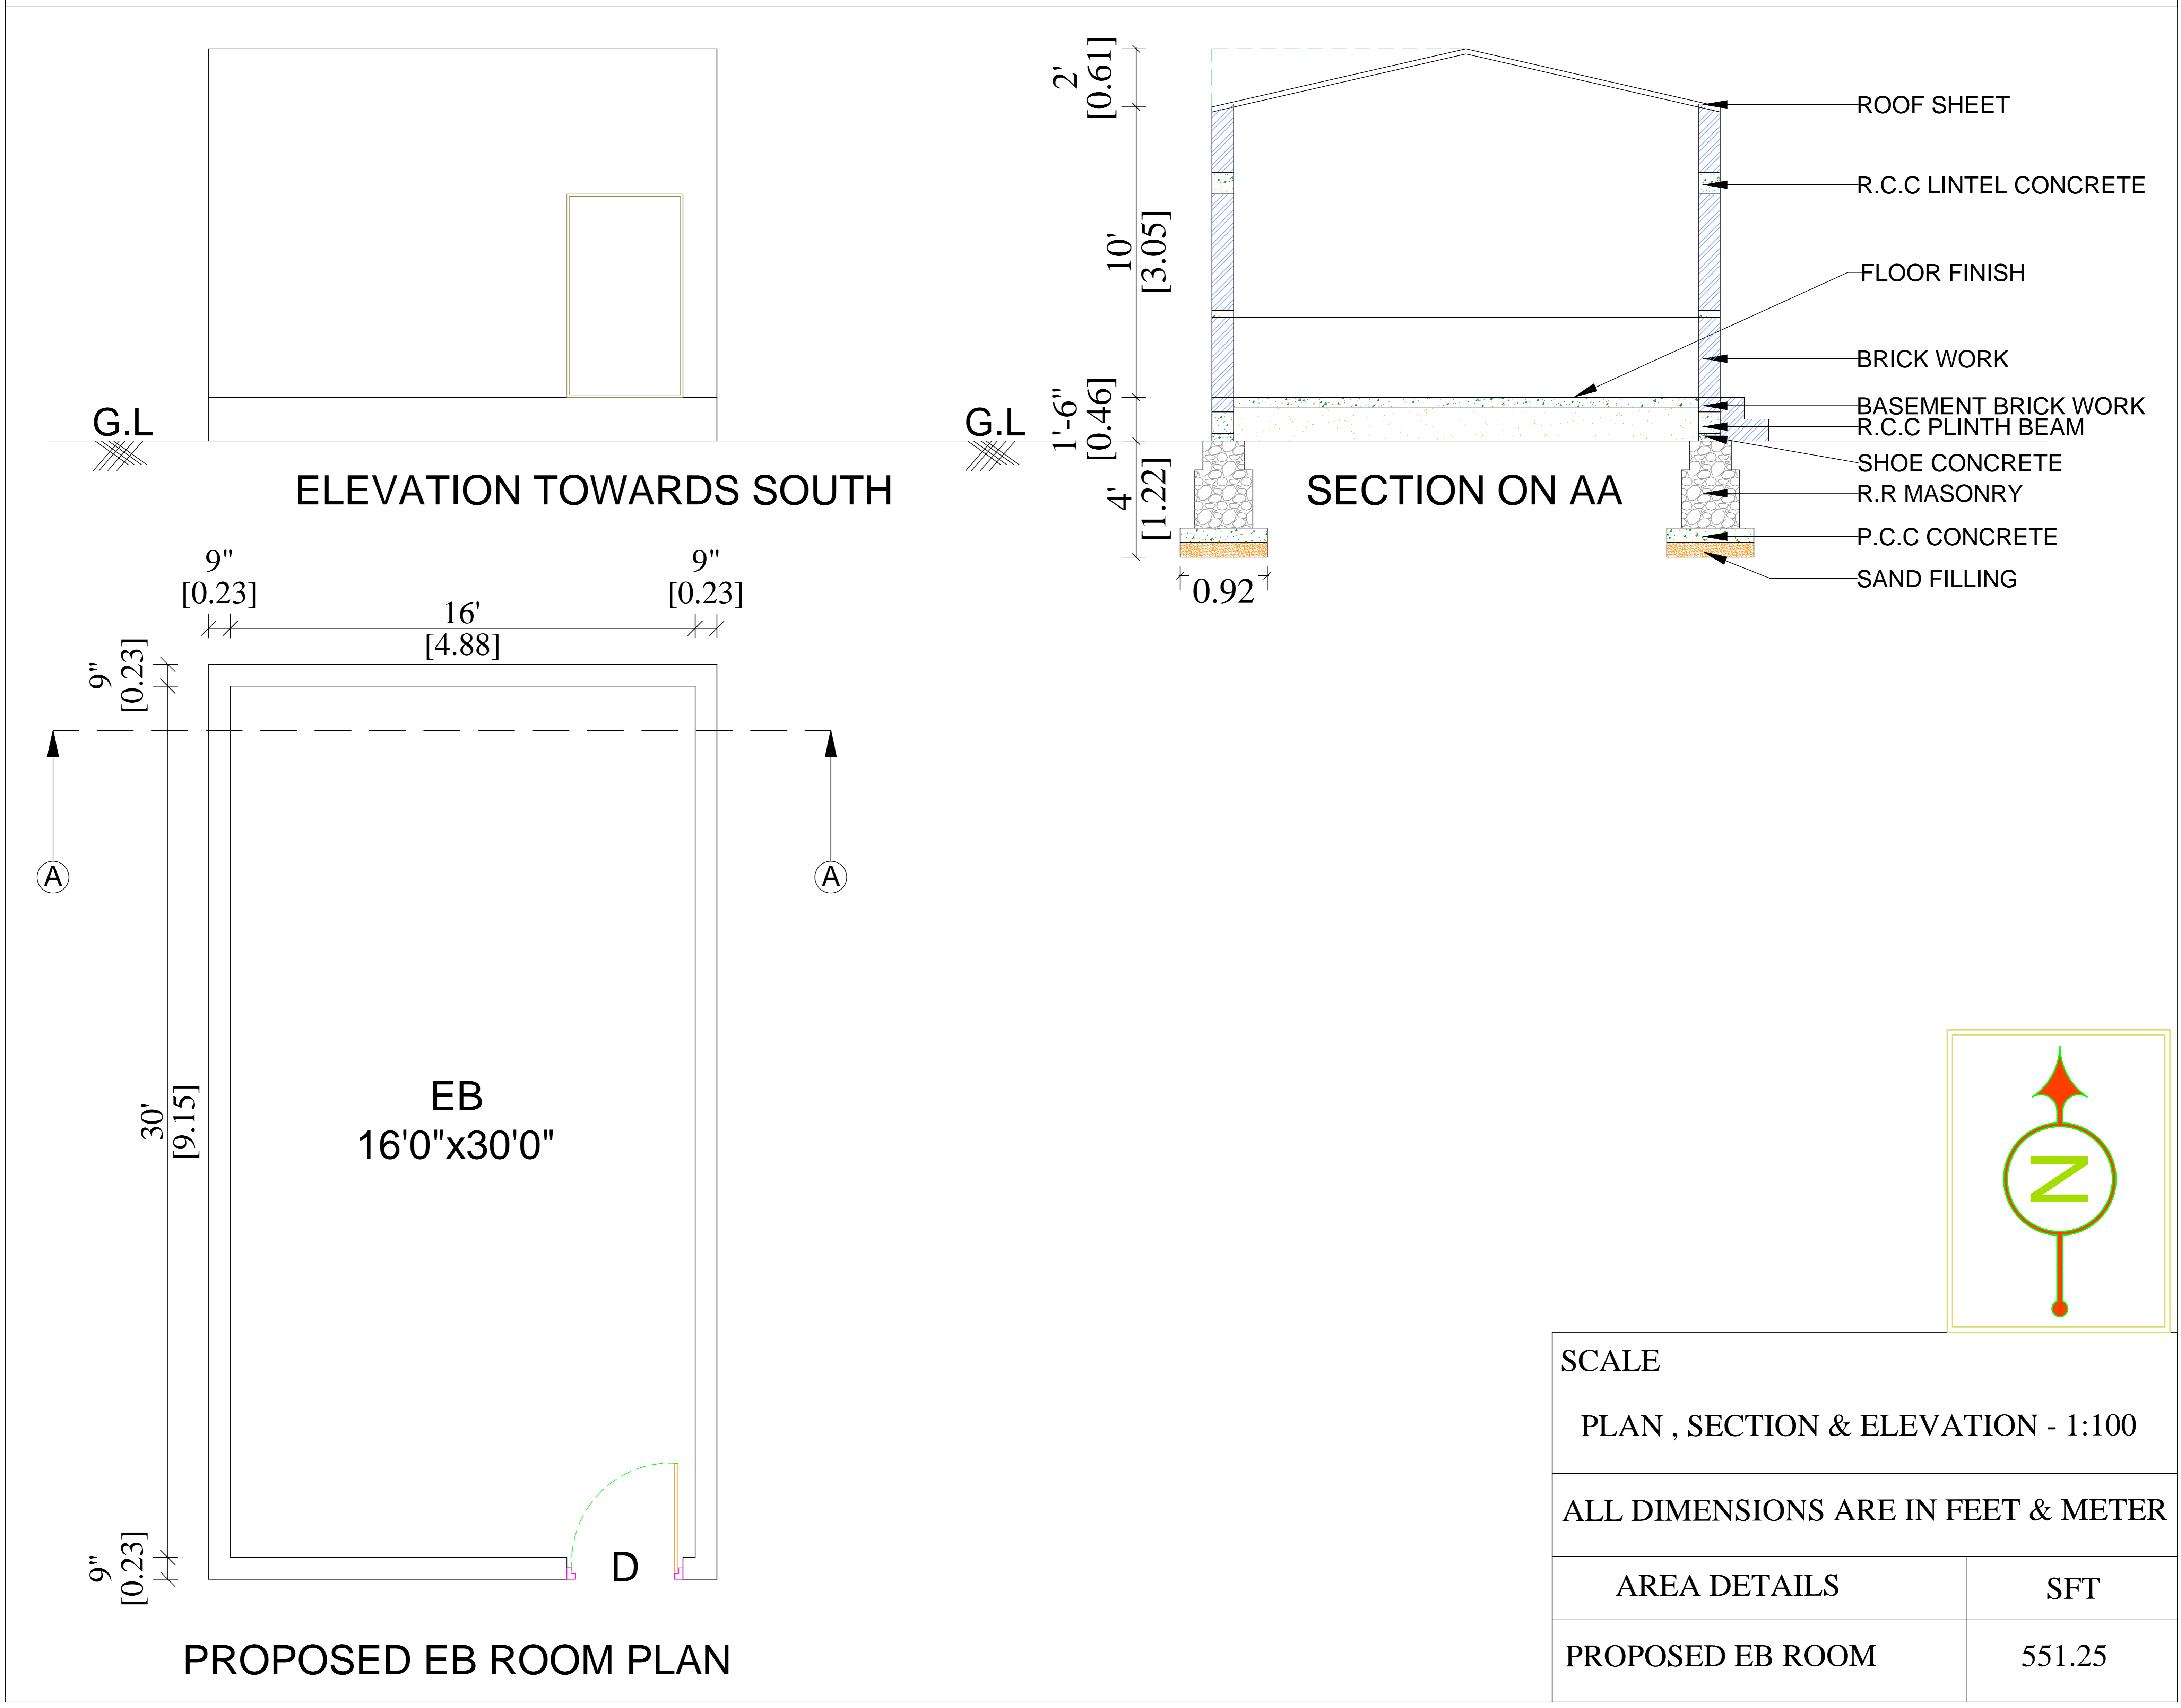 2'
[0.61]
10'
[3.05]
1'-6"
[0.46]
4'
[1.22]
0.92
ROOF SHEET
R.C.C LINTEL CONCRETE
FLOOR FINISH
BRICK WORK
BASEMENT BRICK WORK
R.C.C PLINTH BEAM
SHOE CONCRETE
R.R MASONRY
P.C.C CONCRETE
SAND FILLING
G.L
G.L
ELEVATION TOWARDS SOUTH
SECTION ON AA
9"
[0.23]
16'
[4.88]
9"
[0.23]
9"
[0.23]
A
A
30'
[9.15]
EB
16'0"x30'0"
9"
[0.23]
D
PROPOSED EB ROOM PLAN
N
SCALE
PLAN , SECTION & ELEVATION - 1:100
ALL DIMENSIONS ARE IN FEET & METER
AREA DETAILS
SFT
PROPOSED EB ROOM
551.25